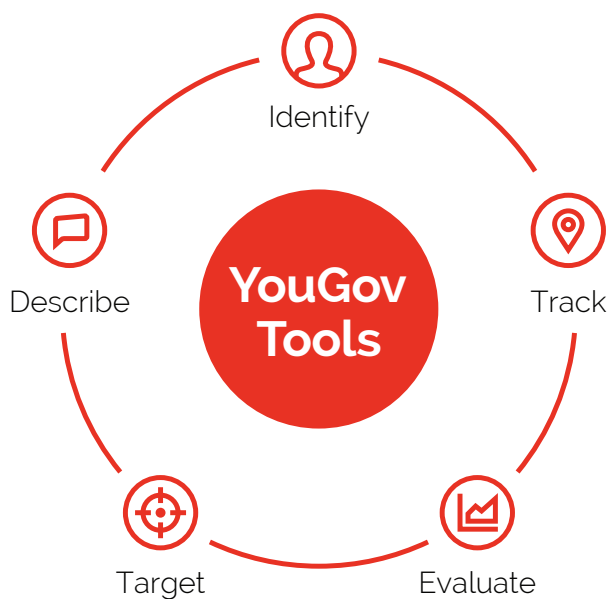 Identify
Describe
YouGov
Tools
Track
Target
Evaluate